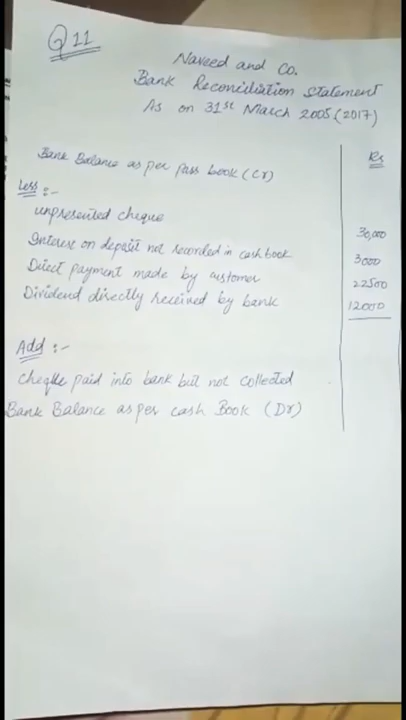 Q11
Naveed and Co.
Bank Reconciliation Statement
As on 31st March 2005 (2017)
Rs
Bank Balance as per pass book (Cr)
Less :-
unpresented cheque 30,000
Interest on deposit not recorded in cash book 3000
Direct payment made by customer 22500
Dividend directly received by bank 12000
Add :-
cheque paid into bank but not collected
Bank Balance as per cash Book (Dr)